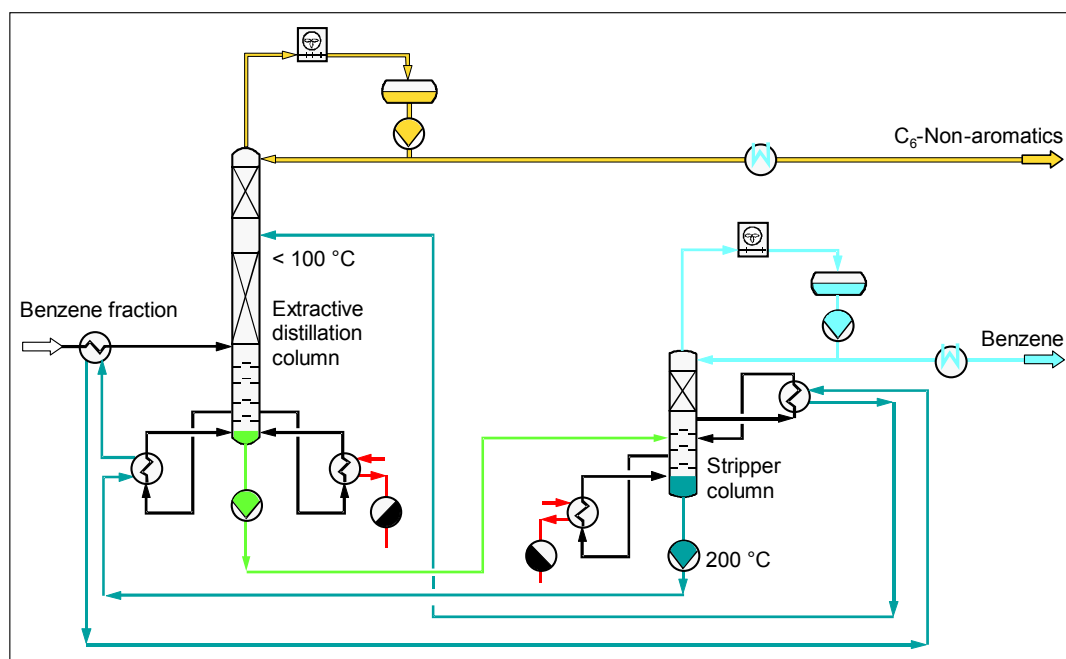 C₆-Non-aromatics
< 100 °C
Benzene fraction
Extractive
distillation
column
Benzene
Stripper
column
200 °C